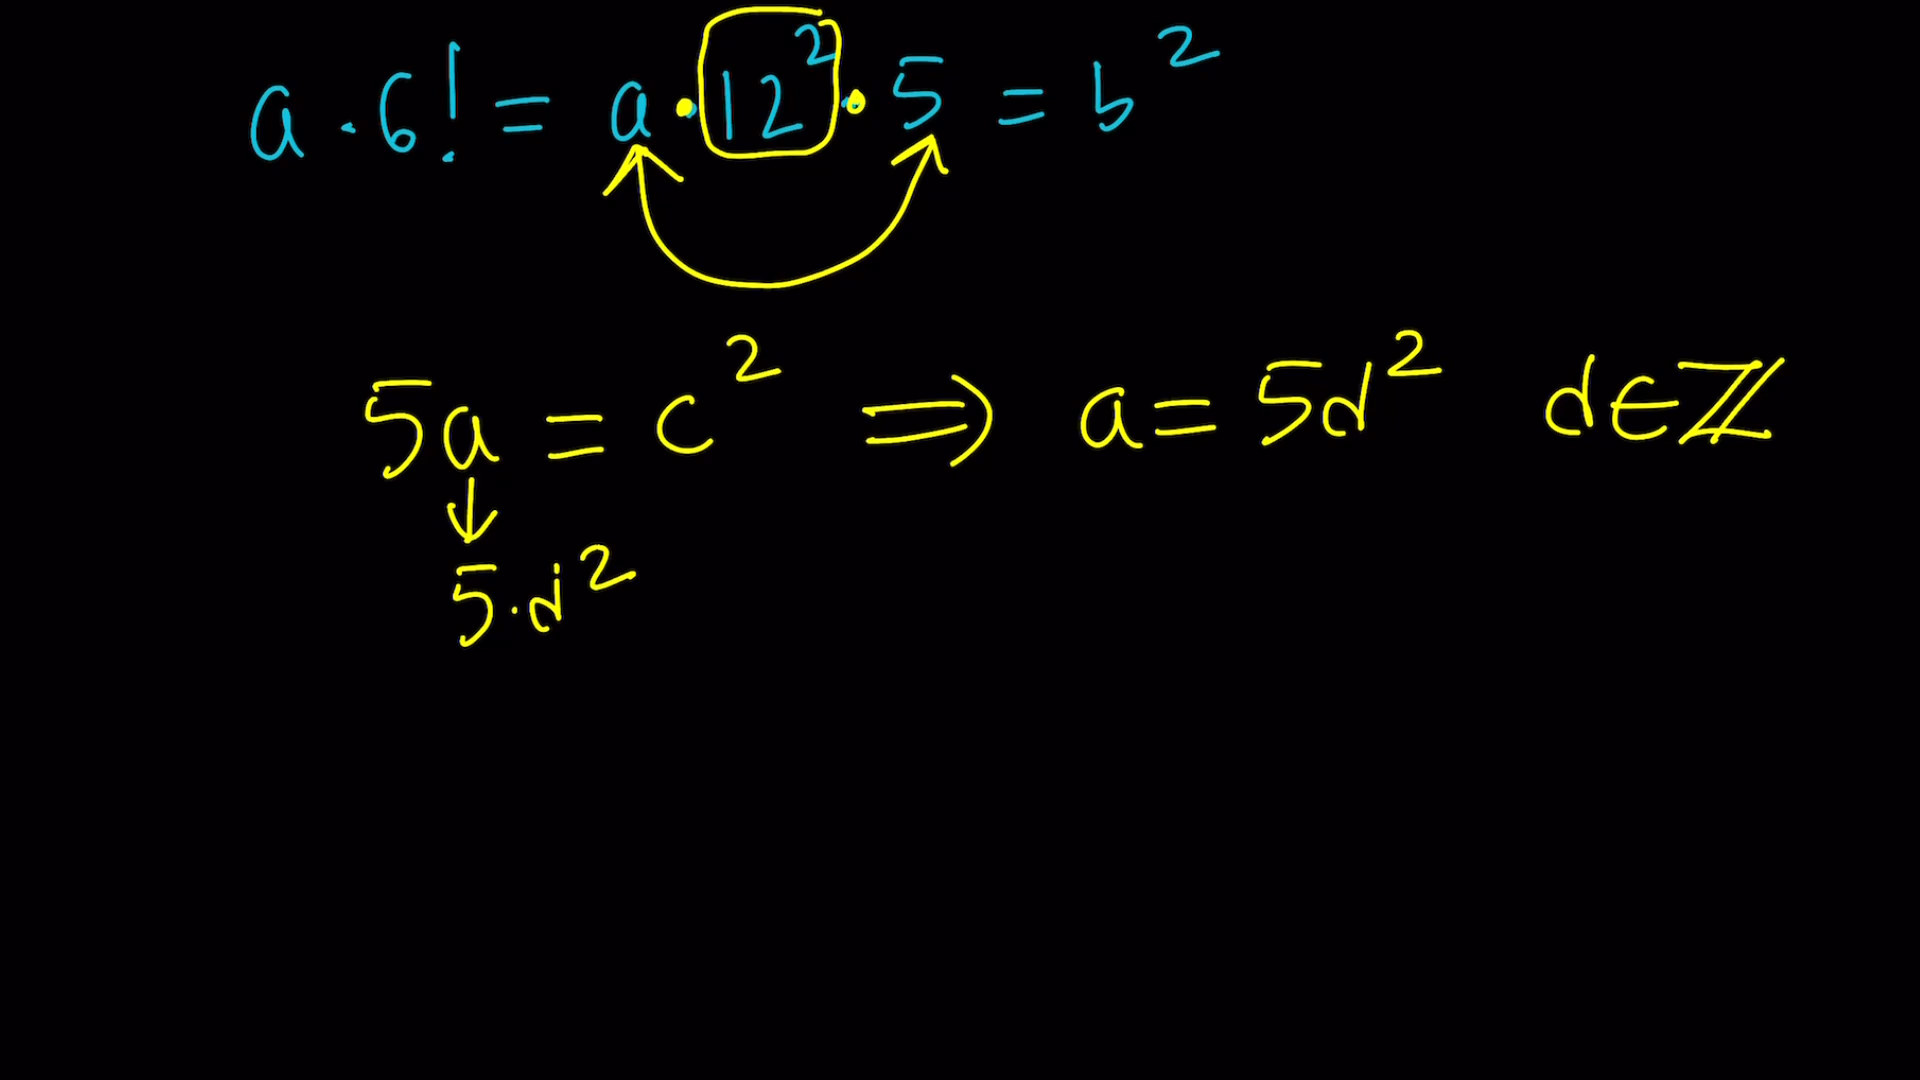 a · 6! = a · 12² · 5 = b²
5a = c² ⟹ a = 5d² d∈ℤ
↓
5·d²